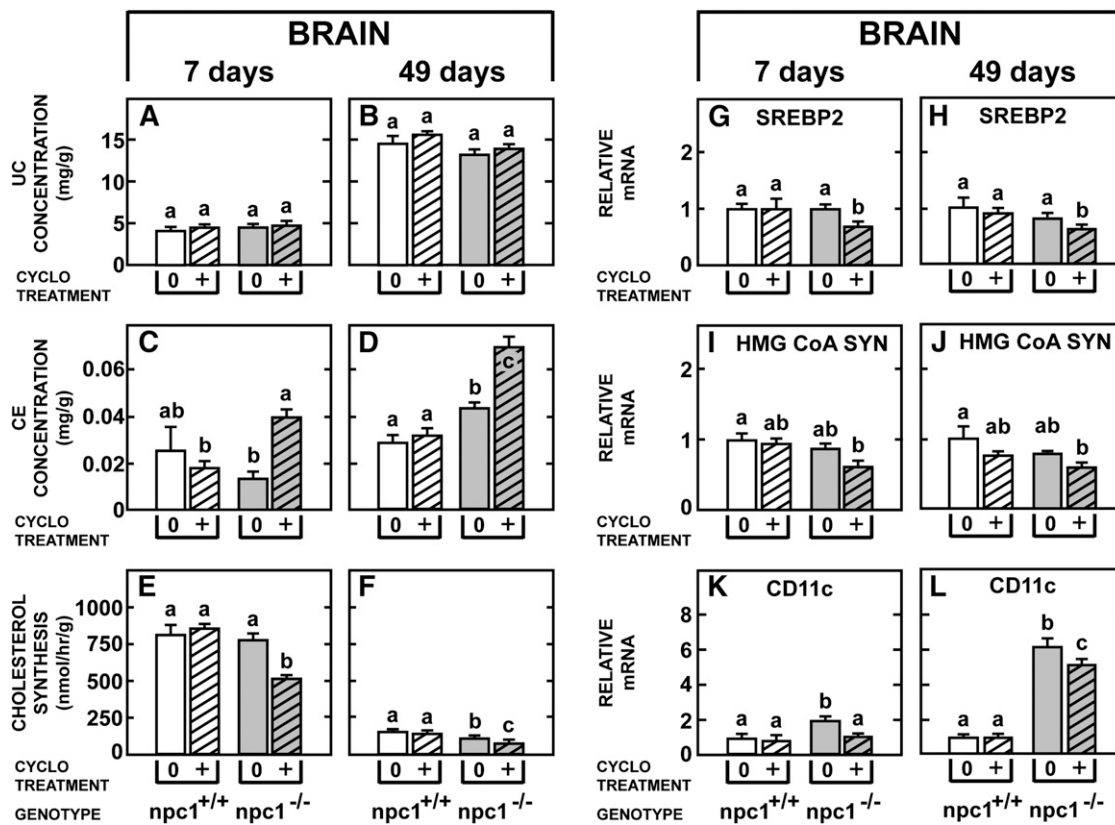 BRAIN
7 days 49 days
UC
CONCENTRATION
(mg/g)
15
10
5
0
A
a a a a
B
a a a a
CYCLO
TREATMENT
0 + 0 + 0 + 0 +
CE
CONCENTRATION
(mg/g)
0.06
0.04
0.02
0
C
ab b b a
D
a a b c
CYCLO
TREATMENT
0 + 0 + 0 + 0 +
CHOLESTEROL
SYNTHESIS
(nmol/hr/g)
1000
750
500
250
0
E
a a a b
F
a a b c
CYCLO
TREATMENT
0 + 0 + 0 + 0 +
GENOTYPE npc1+/+ npc1-/- npc1+/+ npc1-/-
BRAIN
7 days 49 days
RELATIVE
mRNA
2
1
0
G SREBP2
a a a b
H SREBP2
a a a b
CYCLO
TREATMENT
0 + 0 + 0 + 0 +
RELATIVE
mRNA
2
1
0
I HMG CoA SYN
a ab ab b
J HMG CoA SYN
a ab ab b
CYCLO
TREATMENT
0 + 0 + 0 + 0 +
RELATIVE
mRNA
8
6
4
2
0
K CD11c
a a b a
L CD11c
a a b c
CYCLO
TREATMENT
0 + 0 + 0 + 0 +
GENOTYPE npc1+/+ npc1-/- npc1+/+ npc1-/-